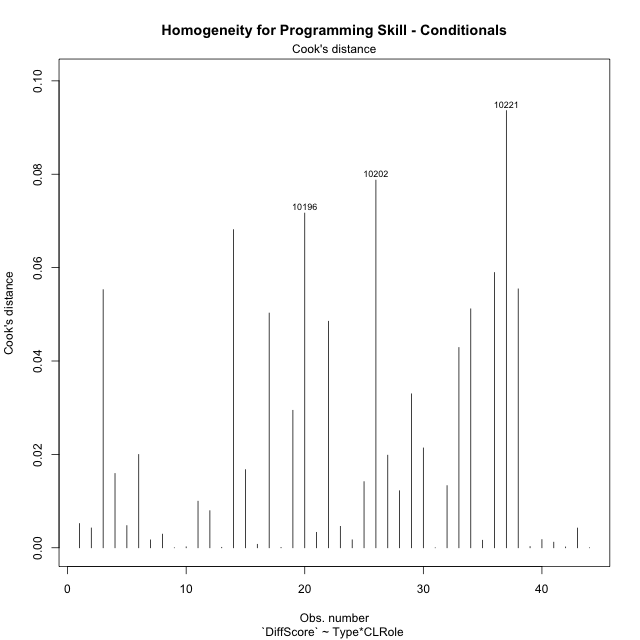 Homogeneity for Programming Skill - Conditionals
Cook's distance
0.10
0.08
0.06
0.04
0.02
0.00
Cook's distance
10221
10202
10196
0 10 20 30 40
Obs. number
`DiffScore` ~ Type*CLRole